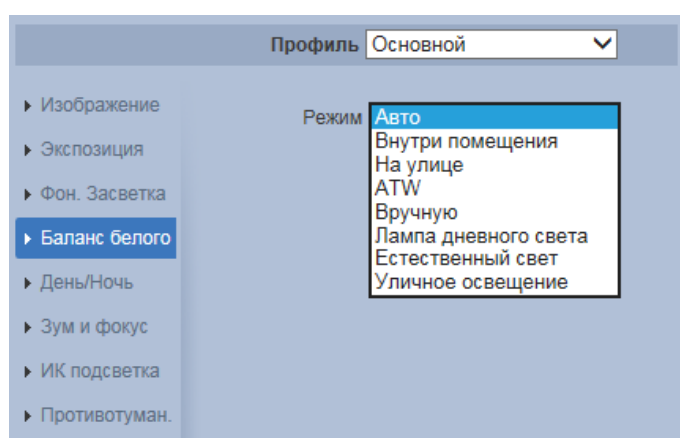 Профиль Основной
Изображение
Экспозиция
Фон. Засветка
Баланс белого
День/Ночь
Зум и фокус
ИК подсветка
Противотуман.
Режим Авто
Внутри помещения
На улице
ATW
Вручную
Лампа дневного света
Естественный свет
Уличное освещение